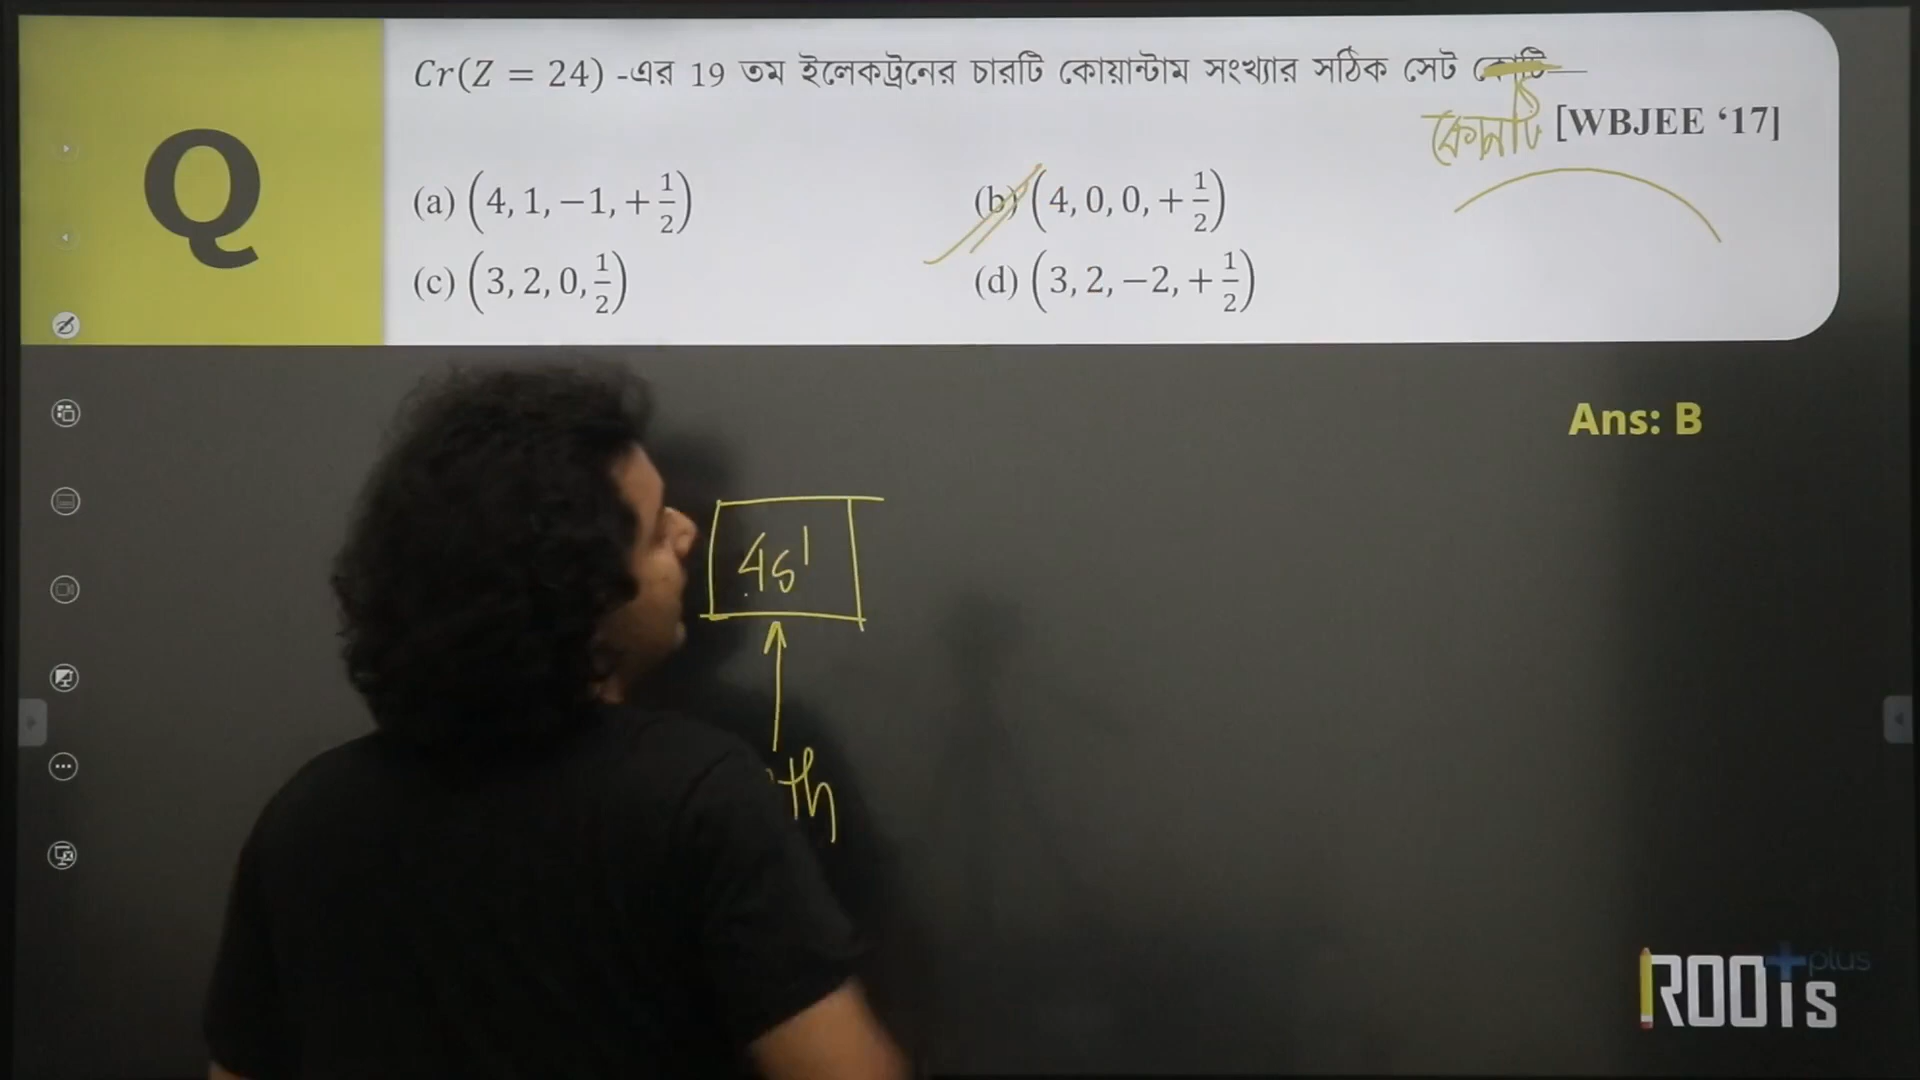 Q
Cr(Z = 24) -এর 19 তম ইলেকট্রনের চারটি কোয়ান্টাম সংখ্যার সঠিক সেট
কোনটি [WBJEE ‘17]
(a) (4, 1, −1, +1/2) (b) (4, 0, 0, +1/2)
(c) (3, 2, 0, 1/2) (d) (3, 2, −2, +1/2)
Ans: B
4s¹
th
ROOTS plus